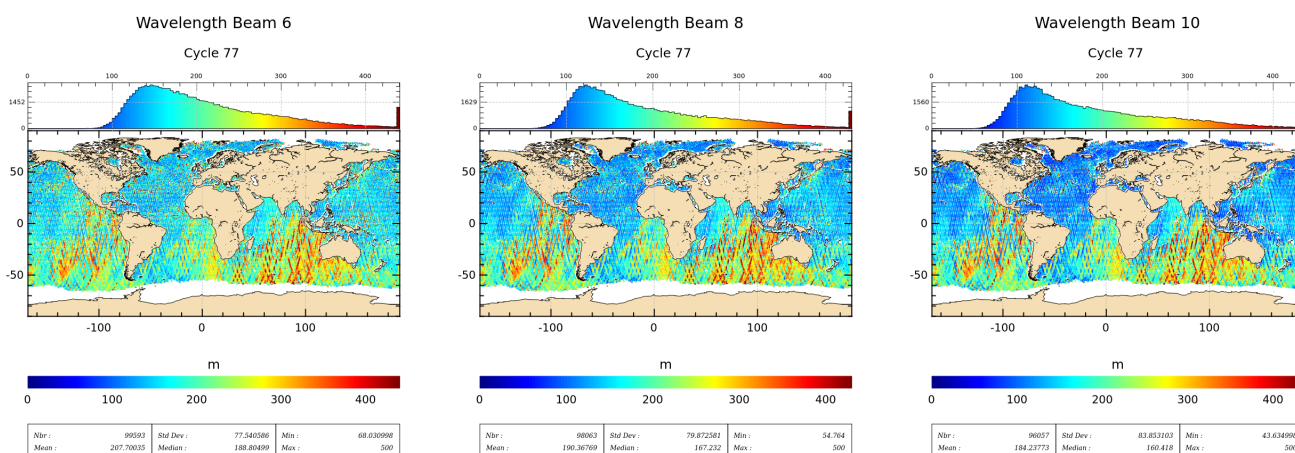 Wavelength Beam 6
Cycle 77
0 100 200 300 400
1452
0
50
0
-50
-100 0 100
m
0 100 200 300 400
Nbr : 99593 Std Dev : 77.540586 Min : 68.030998
Mean : 207.70035 Median : 188.80499 Max : 500
Wavelength Beam 8
Cycle 77
0 100 200 300 400
1629
0
50
0
-50
-100 0 100
m
0 100 200 300 400
Nbr : 98063 Std Dev : 79.872581 Min : 54.764
Mean : 190.36769 Median : 167.232 Max : 500
Wavelength Beam 10
Cycle 77
0 100 200 300 400
1560
0
50
0
-50
-100 0 100
m
0 100 200 300 400
Nbr : 96057 Std Dev : 83.853103 Min : 43.634998
Mean : 184.23773 Median : 160.418 Max : 500